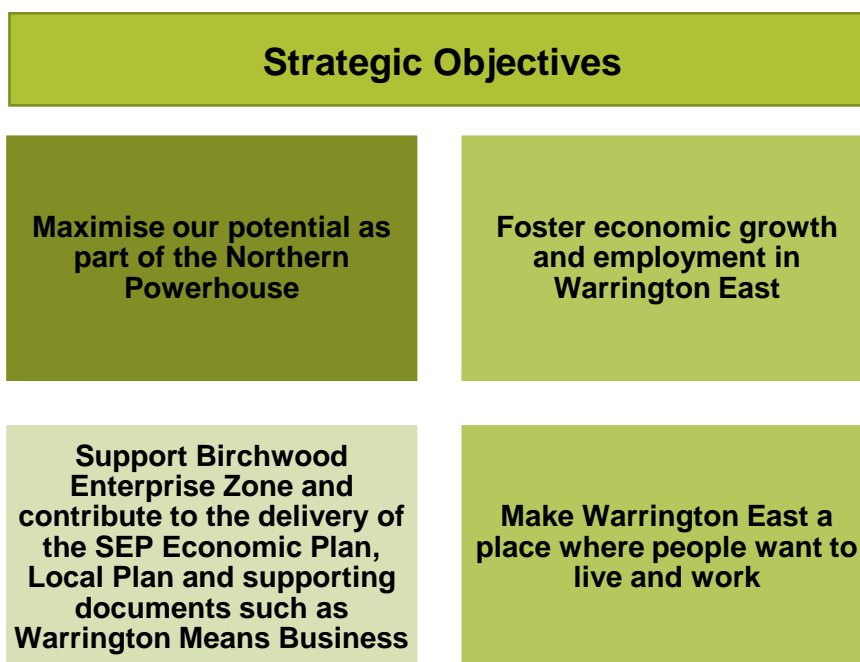 Strategic Objectives
Maximise our potential as
part of the Northern
Powerhouse
Foster economic growth
and employment in
Warrington East
Support Birchwood
Enterprise Zone and
contribute to the delivery of
the SEP Economic Plan,
Local Plan and supporting
documents such as
Warrington Means Business
Make Warrington East a
place where people want to
live and work